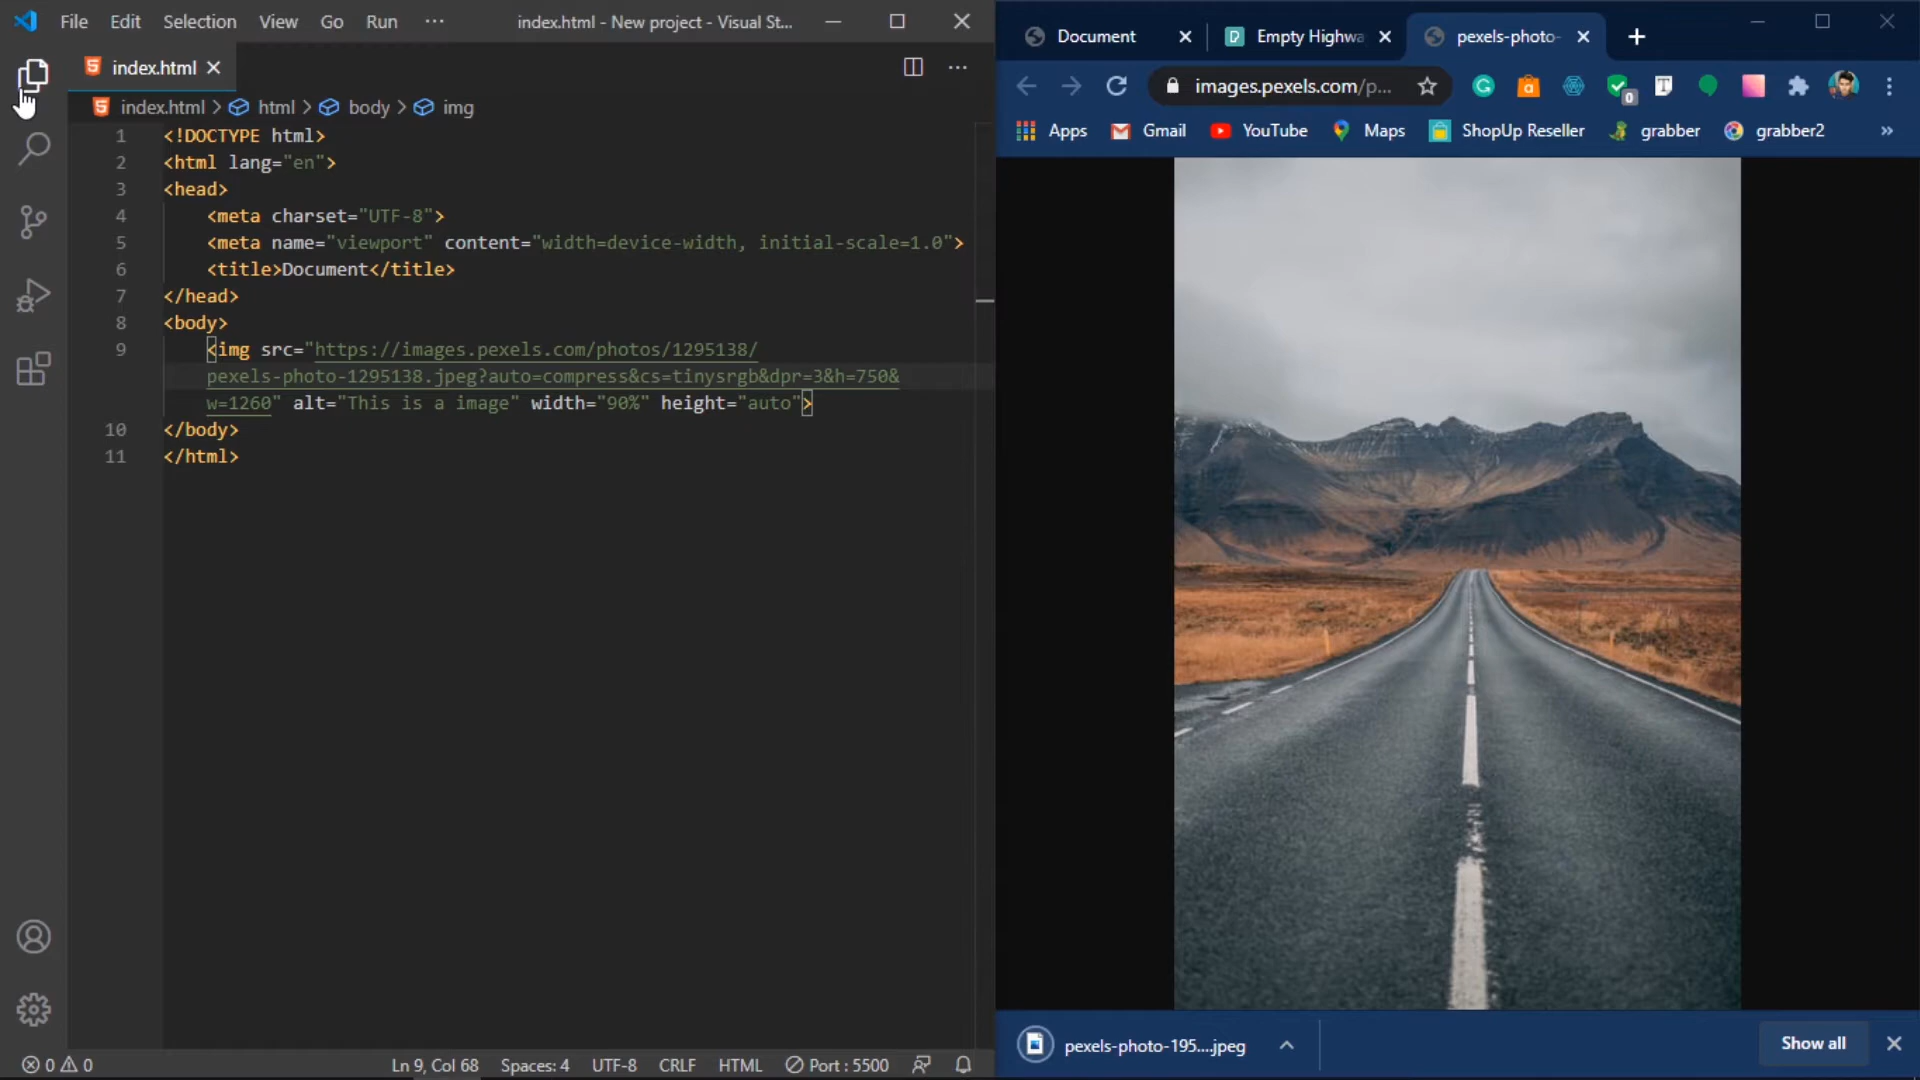 File Edit Selection View Go Run ··· index.html - New project - Visual St...
index.html
index.html > html > body > img
1 <!DOCTYPE html>
2 <html lang="en">
3 <head>
4 <meta charset="UTF-8">
5 <meta name="viewport" content="width=device-width, initial-scale=1.0">
6 <title>Document</title>
7 </head>
8 <body>
9 <img src="https://images.pexels.com/photos/1295138/
pexels-photo-1295138.jpeg?auto=compress&cs=tinysrgb&dpr=3&h=750&
w=1260" alt="This is a image" width="90%" height="auto">
10 </body>
11 </html>
0 0 Ln 9, Col 68 Spaces: 4 UTF-8 CRLF HTML Port : 5500
Document Empty Highwa pexels-photo-
images.pexels.com/p...
0
Apps Gmail YouTube Maps ShopUp Reseller grabber grabber2 »
pexels-photo-195....jpeg Show all